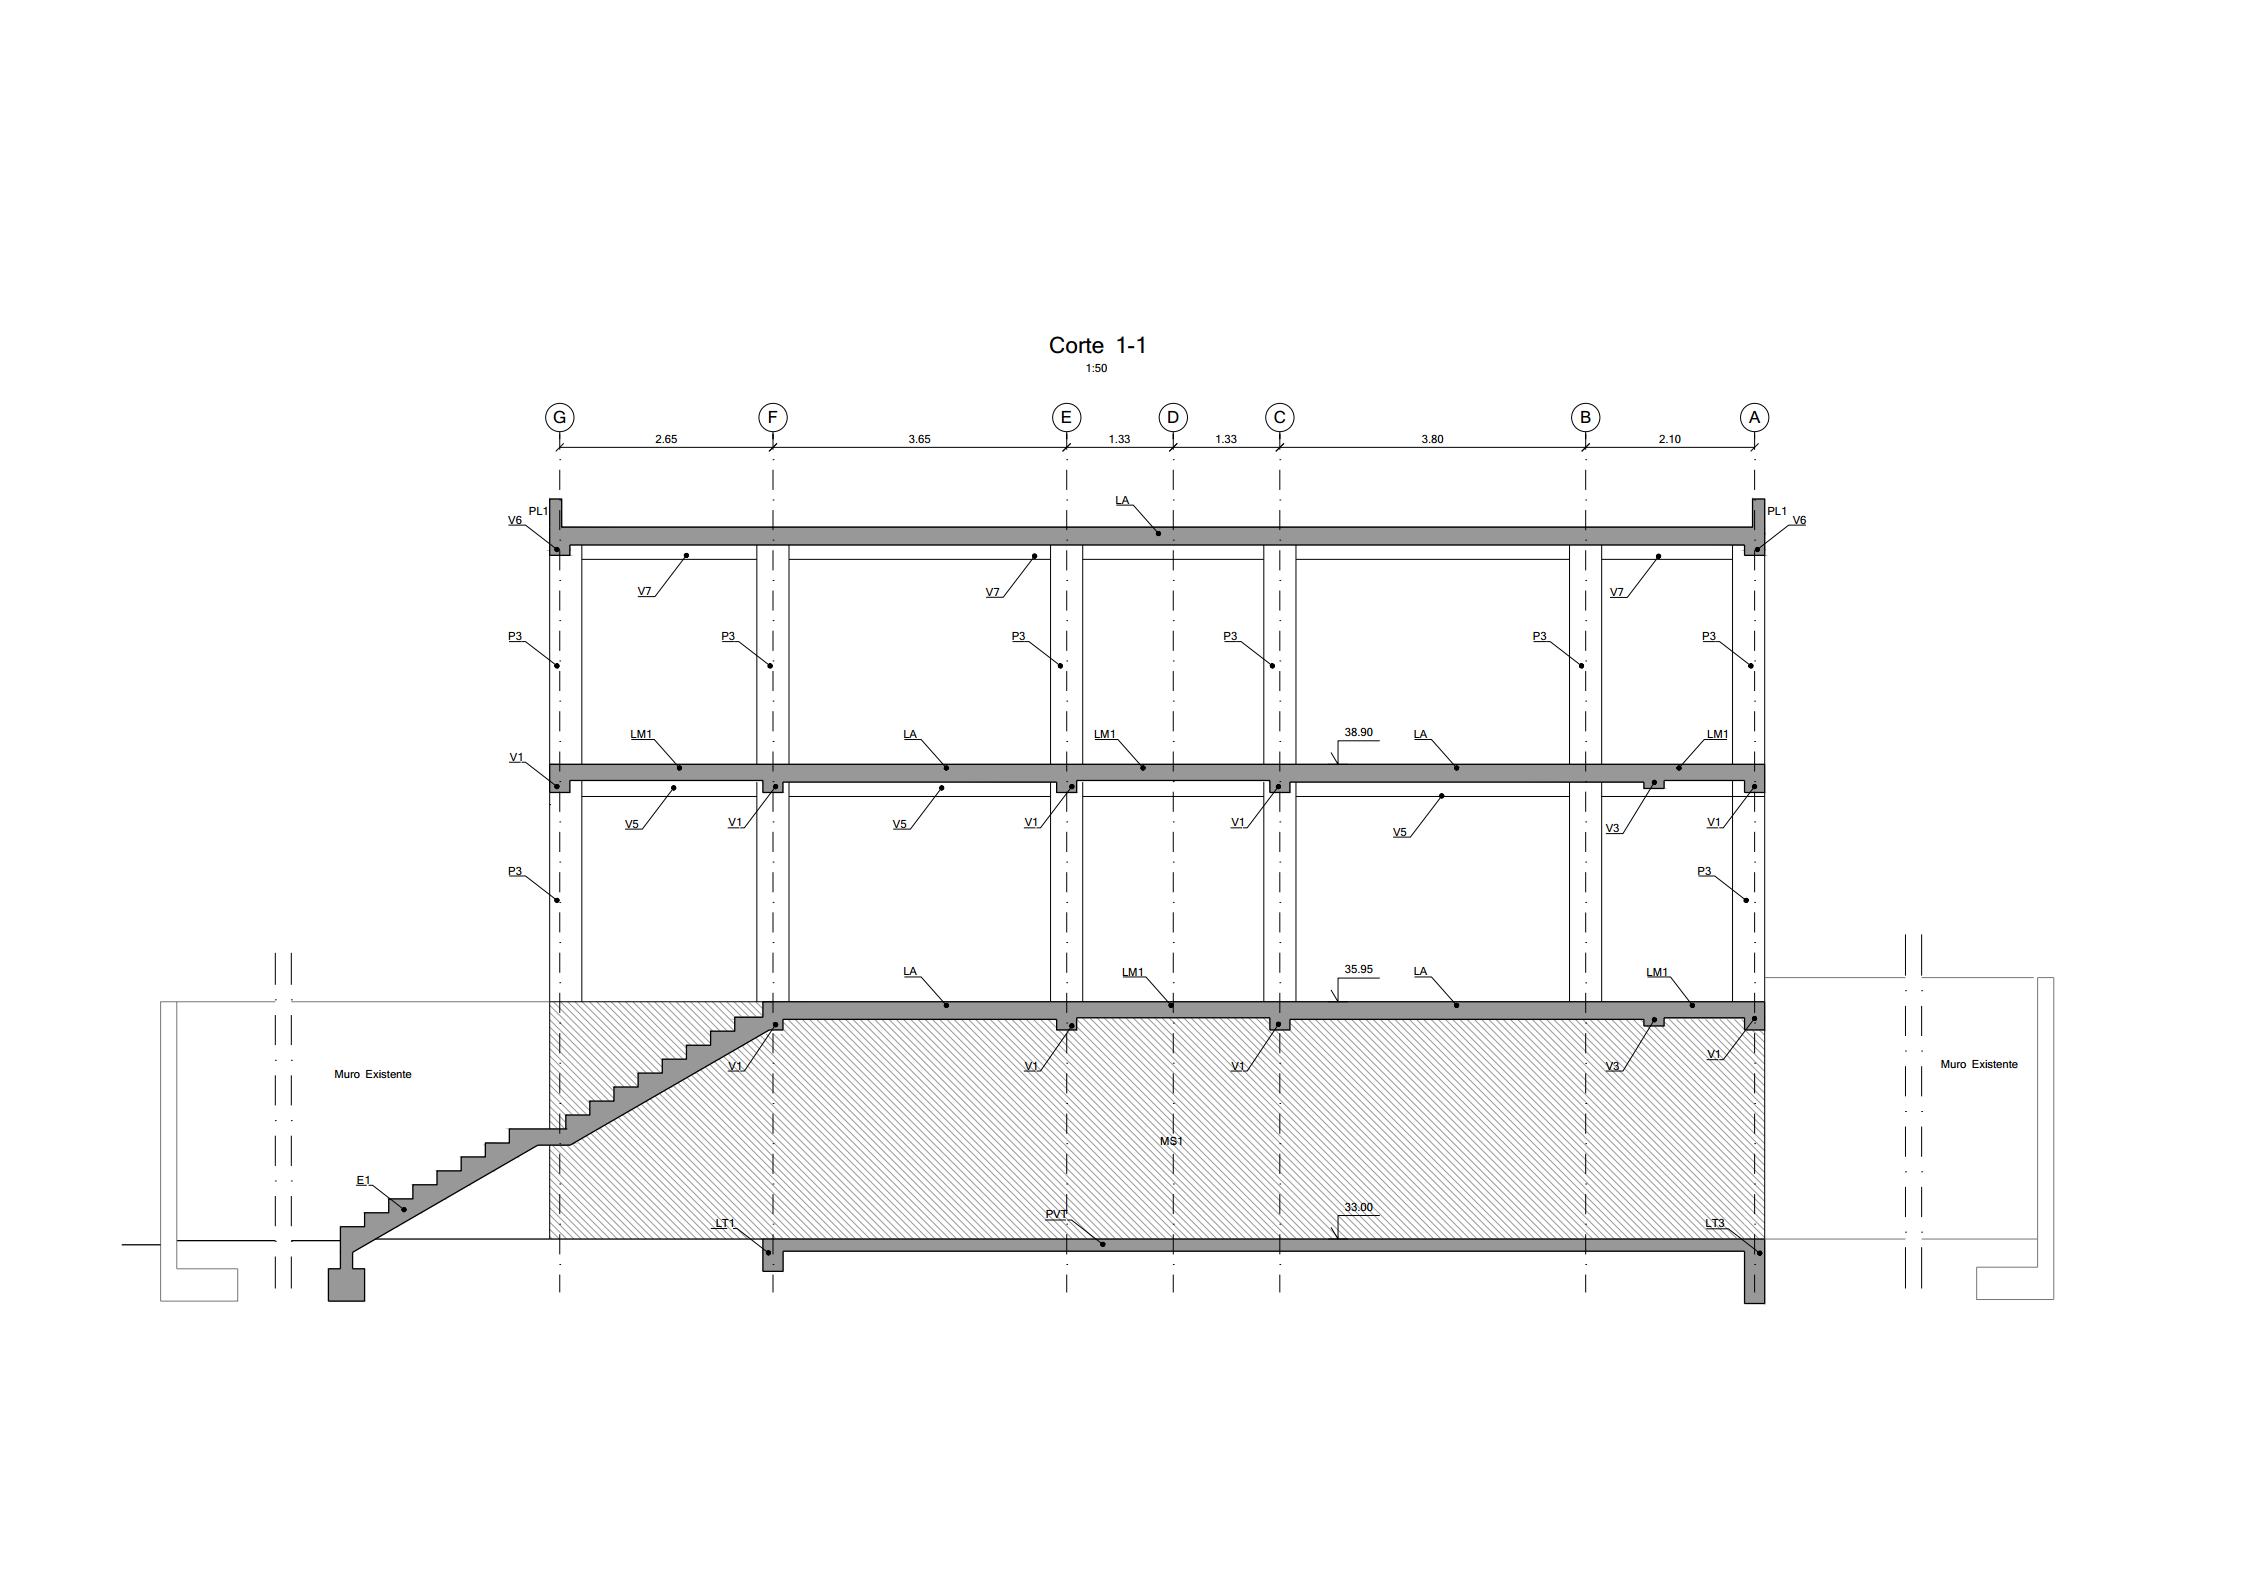 Corte 1-1
1:50
G F E D C B A
2.65 3.65 1.33 1.33 3.80 2.10
LA
PL1 PL1
V6 V6
V7 V7 V7
P3 P3 P3 P3 P3 P3
LM1 LA LM1 38.90 LA LM1
V1
V5 V1 V5 V1 V1 V5 V3 V1
P3 P3
LA LM1 35.95 LA LM1
V1 V1 V1 V3 V1
Muro Existente Muro Existente
MS1
E1
LT1 PVT 33.00 LT3